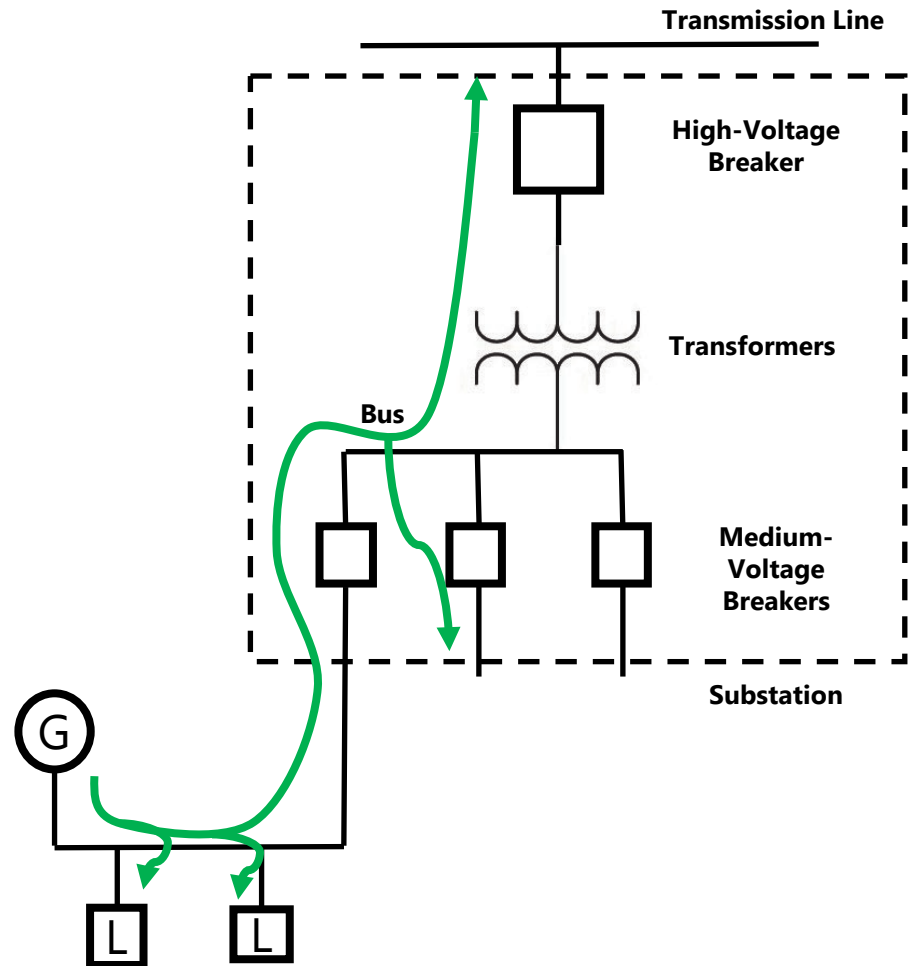 Transmission Line
High-Voltage
Breaker
Transformers
Bus
Medium-
Voltage
Breakers
Substation
G
L
L